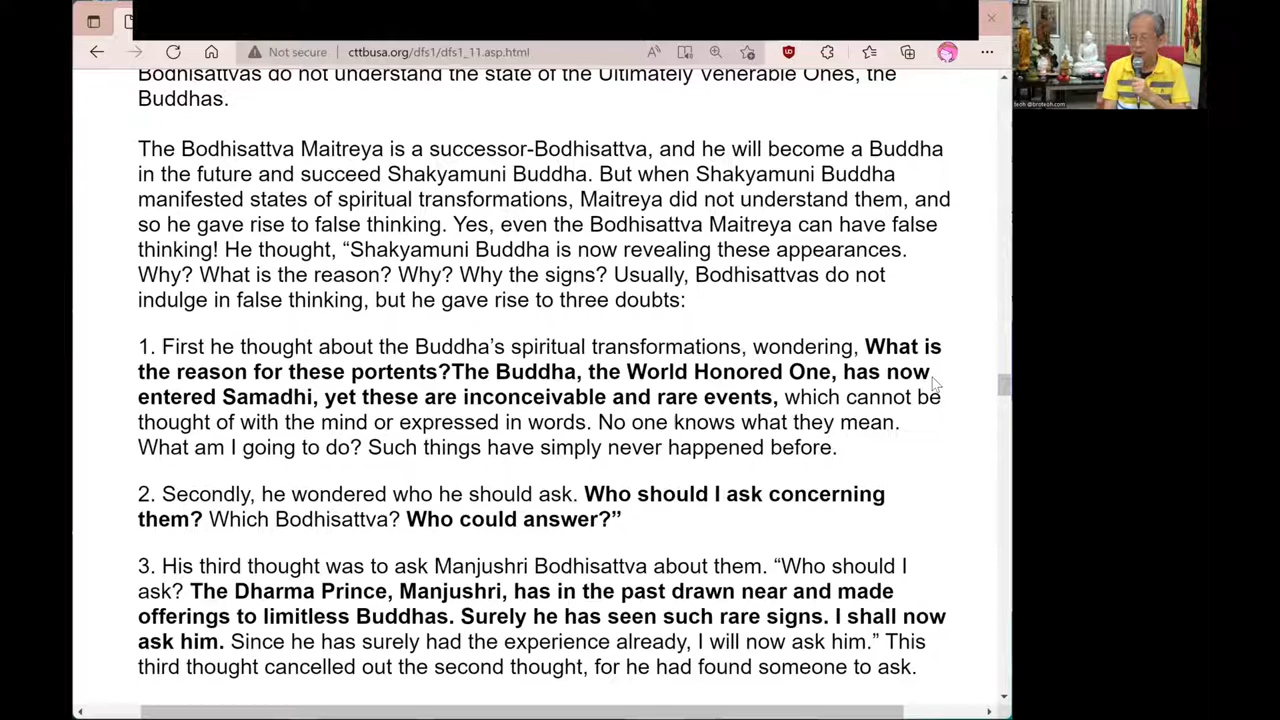 Not secure
cttbusa.org/dfs1/dfs1_11.asp.html
Bodhisattvas do not understand the state of the Ultimately Venerable Ones, the
Buddhas.
The Bodhisattva Maitreya is a successor-Bodhisattva, and he will become a Buddha
in the future and succeed Shakyamuni Buddha. But when Shakyamuni Buddha
manifested states of spiritual transformations, Maitreya did not understand them, and
so he gave rise to false thinking. Yes, even the Bodhisattva Maitreya can have false
thinking! He thought, “Shakyamuni Buddha is now revealing these appearances.
Why? What is the reason? Why? Why the signs? Usually, Bodhisattvas do not
indulge in false thinking, but he gave rise to three doubts:
1. First he thought about the Buddha’s spiritual transformations, wondering, What is
the reason for these portents?The Buddha, the World Honored One, has now
entered Samadhi, yet these are inconceivable and rare events, which cannot be
thought of with the mind or expressed in words. No one knows what they mean.
What am I going to do? Such things have simply never happened before.
2. Secondly, he wondered who he should ask. Who should I ask concerning
them? Which Bodhisattva? Who could answer?”
3. His third thought was to ask Manjushri Bodhisattva about them. “Who should I
ask? The Dharma Prince, Manjushri, has in the past drawn near and made
offerings to limitless Buddhas. Surely he has seen such rare signs. I shall now
ask him. Since he has surely had the experience already, I will now ask him.” This
third thought cancelled out the second thought, for he had found someone to ask.